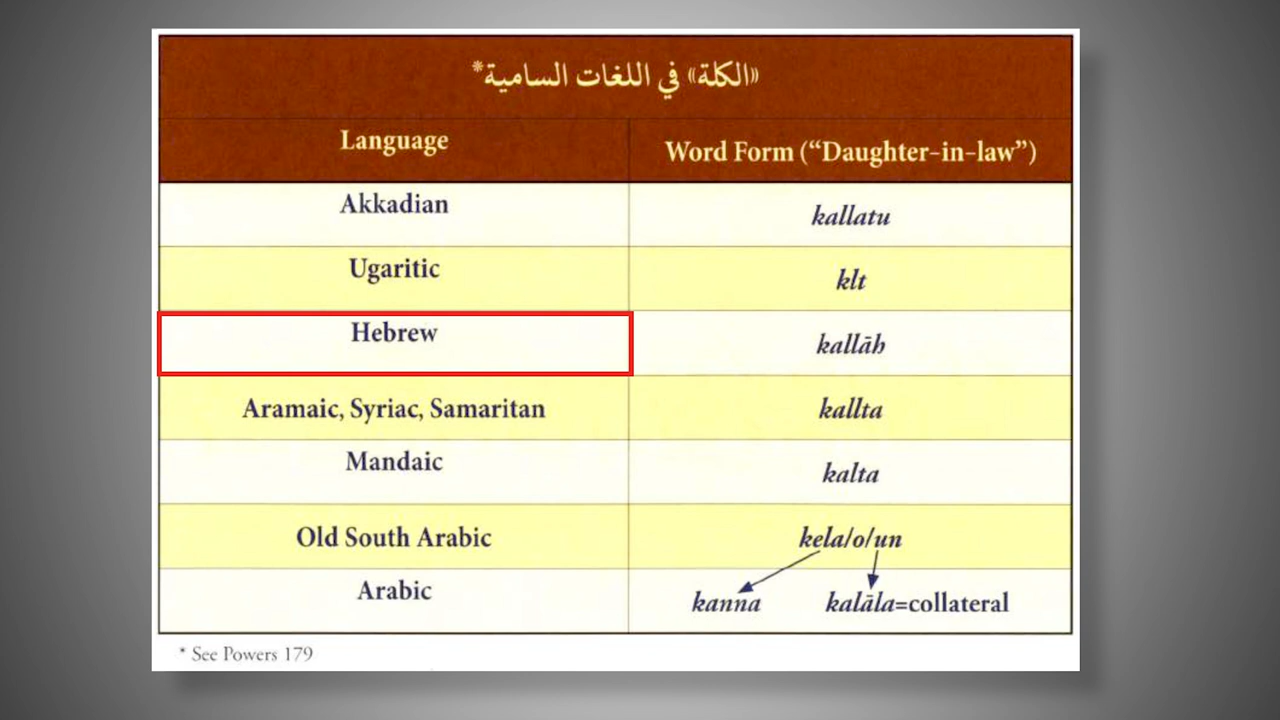 «الكلة» في اللغات السامية*
Language Word Form (“Daughter-in-law”)
Akkadian kallatu
Ugaritic klt
Hebrew kallāh
Aramaic, Syriac, Samaritan kallta
Mandaic kalta
Old South Arabic kela/o/un
Arabic kanna kalāla=collateral
* See Powers 179